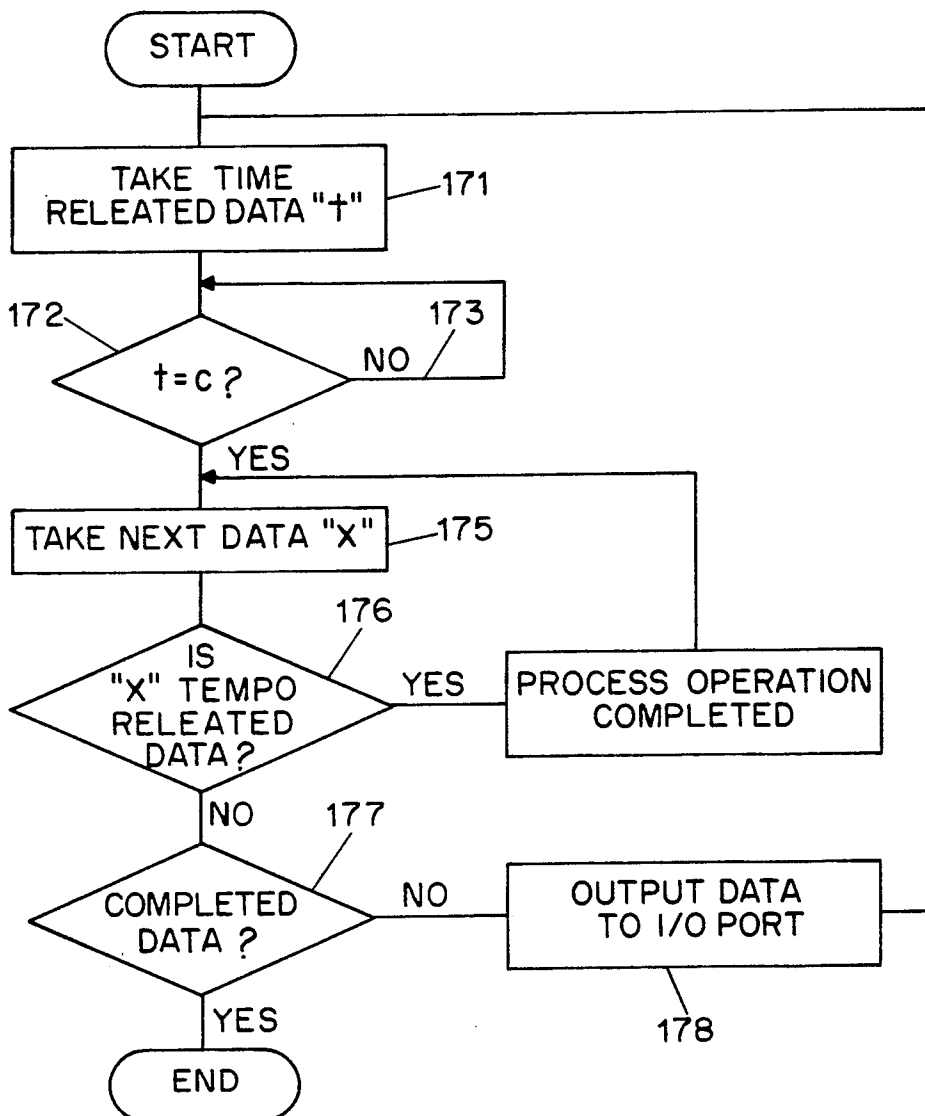 START
TAKE TIME
RELEATED DATA "t"
171
172
t=c?
NO
173
YES
TAKE NEXT DATA "X"
175
176
IS
"X" TEMPO
RELEATED
DATA?
YES
PROCESS OPERATION
COMPLETED
NO
177
COMPLETED
DATA?
NO
OUTPUT DATA
TO I/O PORT
178
YES
END